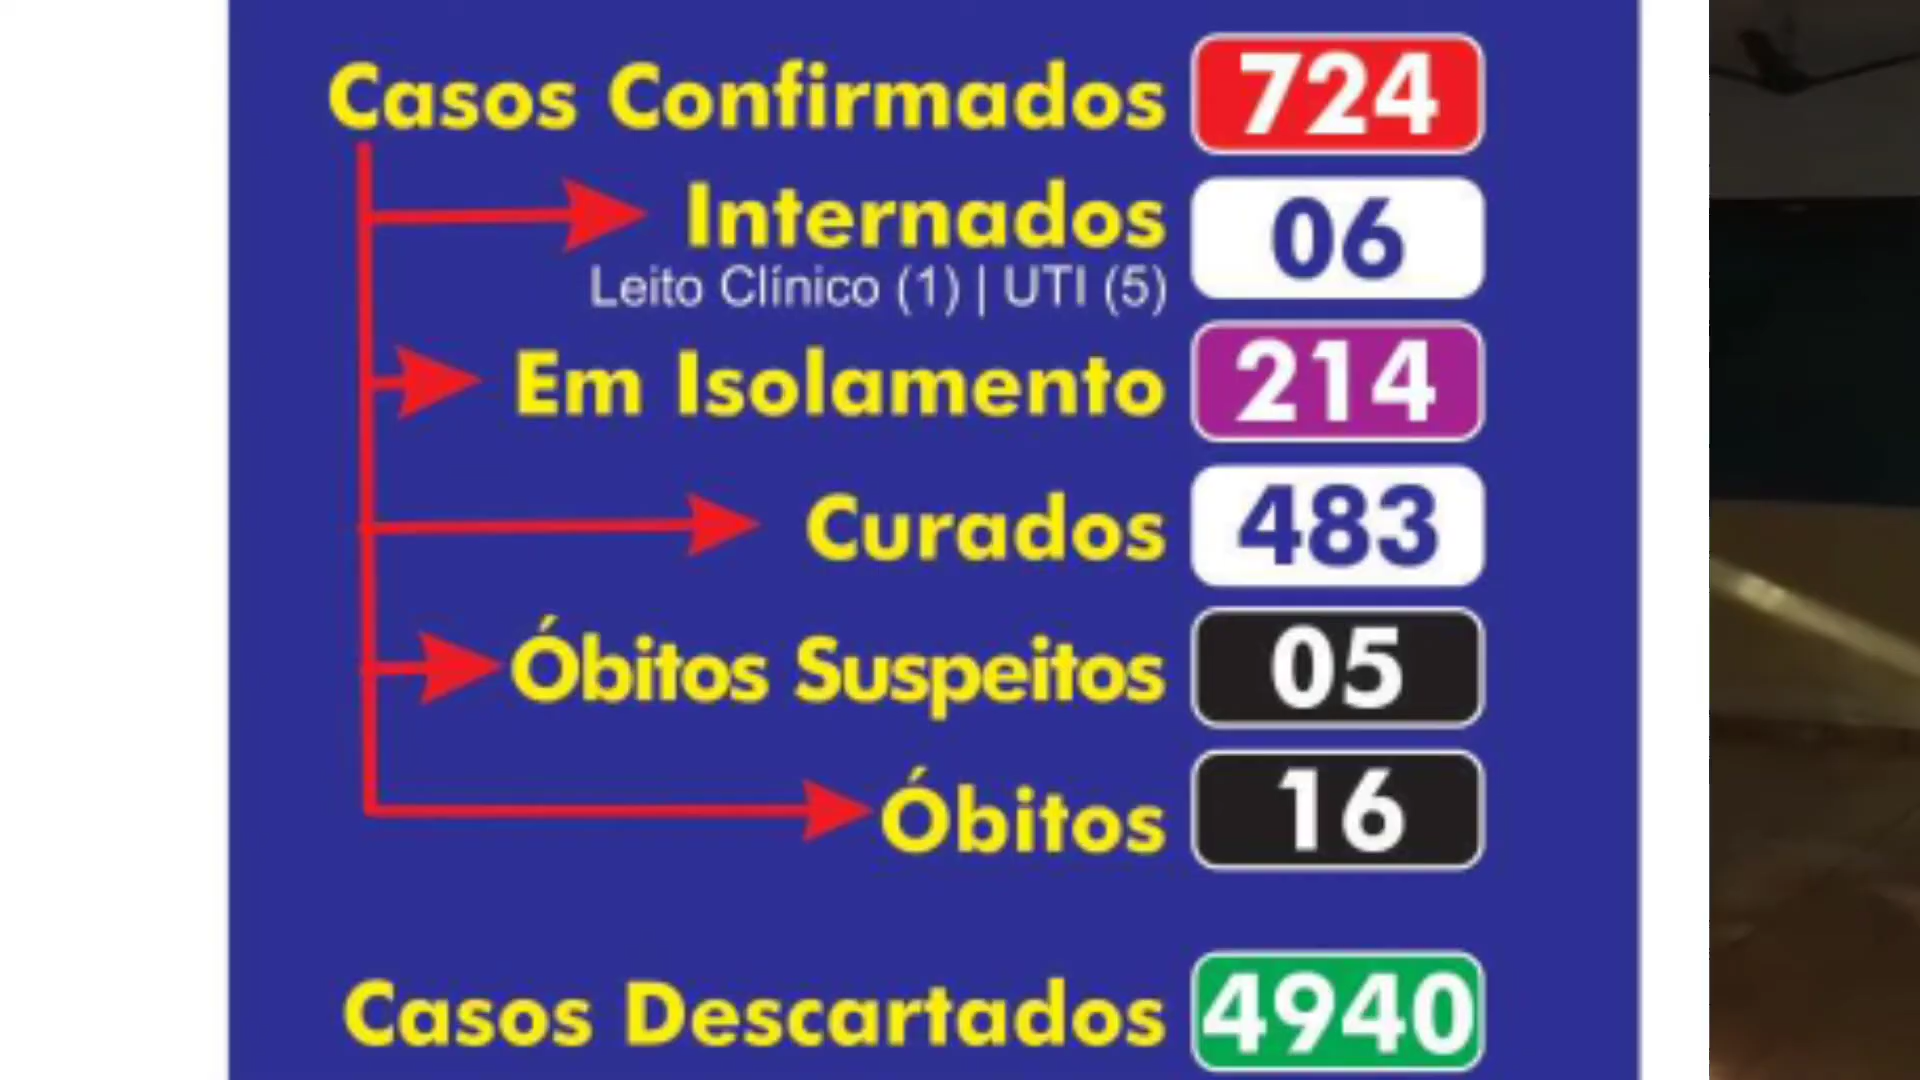 Casos Confirmados 724
Internados 06
Leito Clínico (1) | UTI (5)
Em Isolamento 214
Curados 483
Óbitos Suspeitos 05
Óbitos 16
Casos Descartados 4940